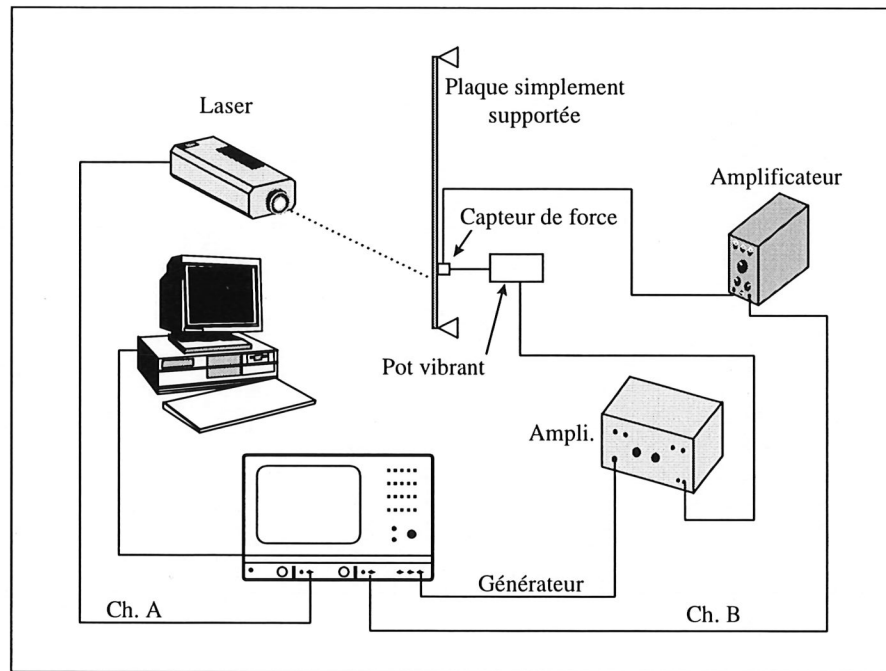 Laser
Plaque simplement
supportée
Amplificateur
Capteur de force
Pot vibrant
Ampli.
Générateur
Ch. A
Ch. B